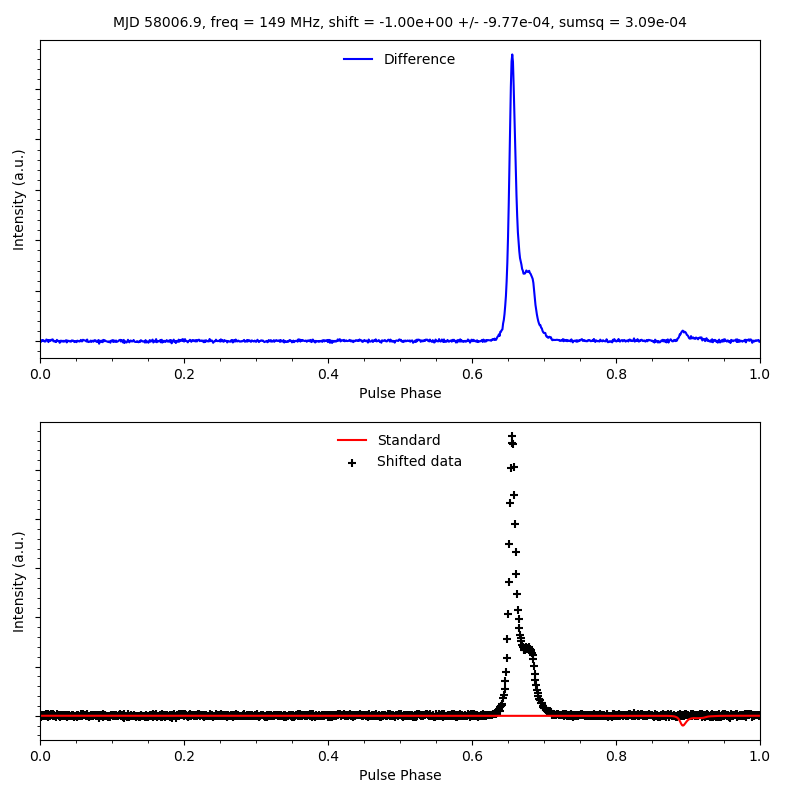 MJD 58006.9, freq = 149 MHz, shift = -1.00e+00 +/- -9.77e-04, sumsq = 3.09e-04
Difference
Intensity (a.u.)
0.0 0.2 0.4 0.6 0.8 1.0
Pulse Phase
Standard
Shifted data
Intensity (a.u.)
0.0 0.2 0.4 0.6 0.8 1.0
Pulse Phase